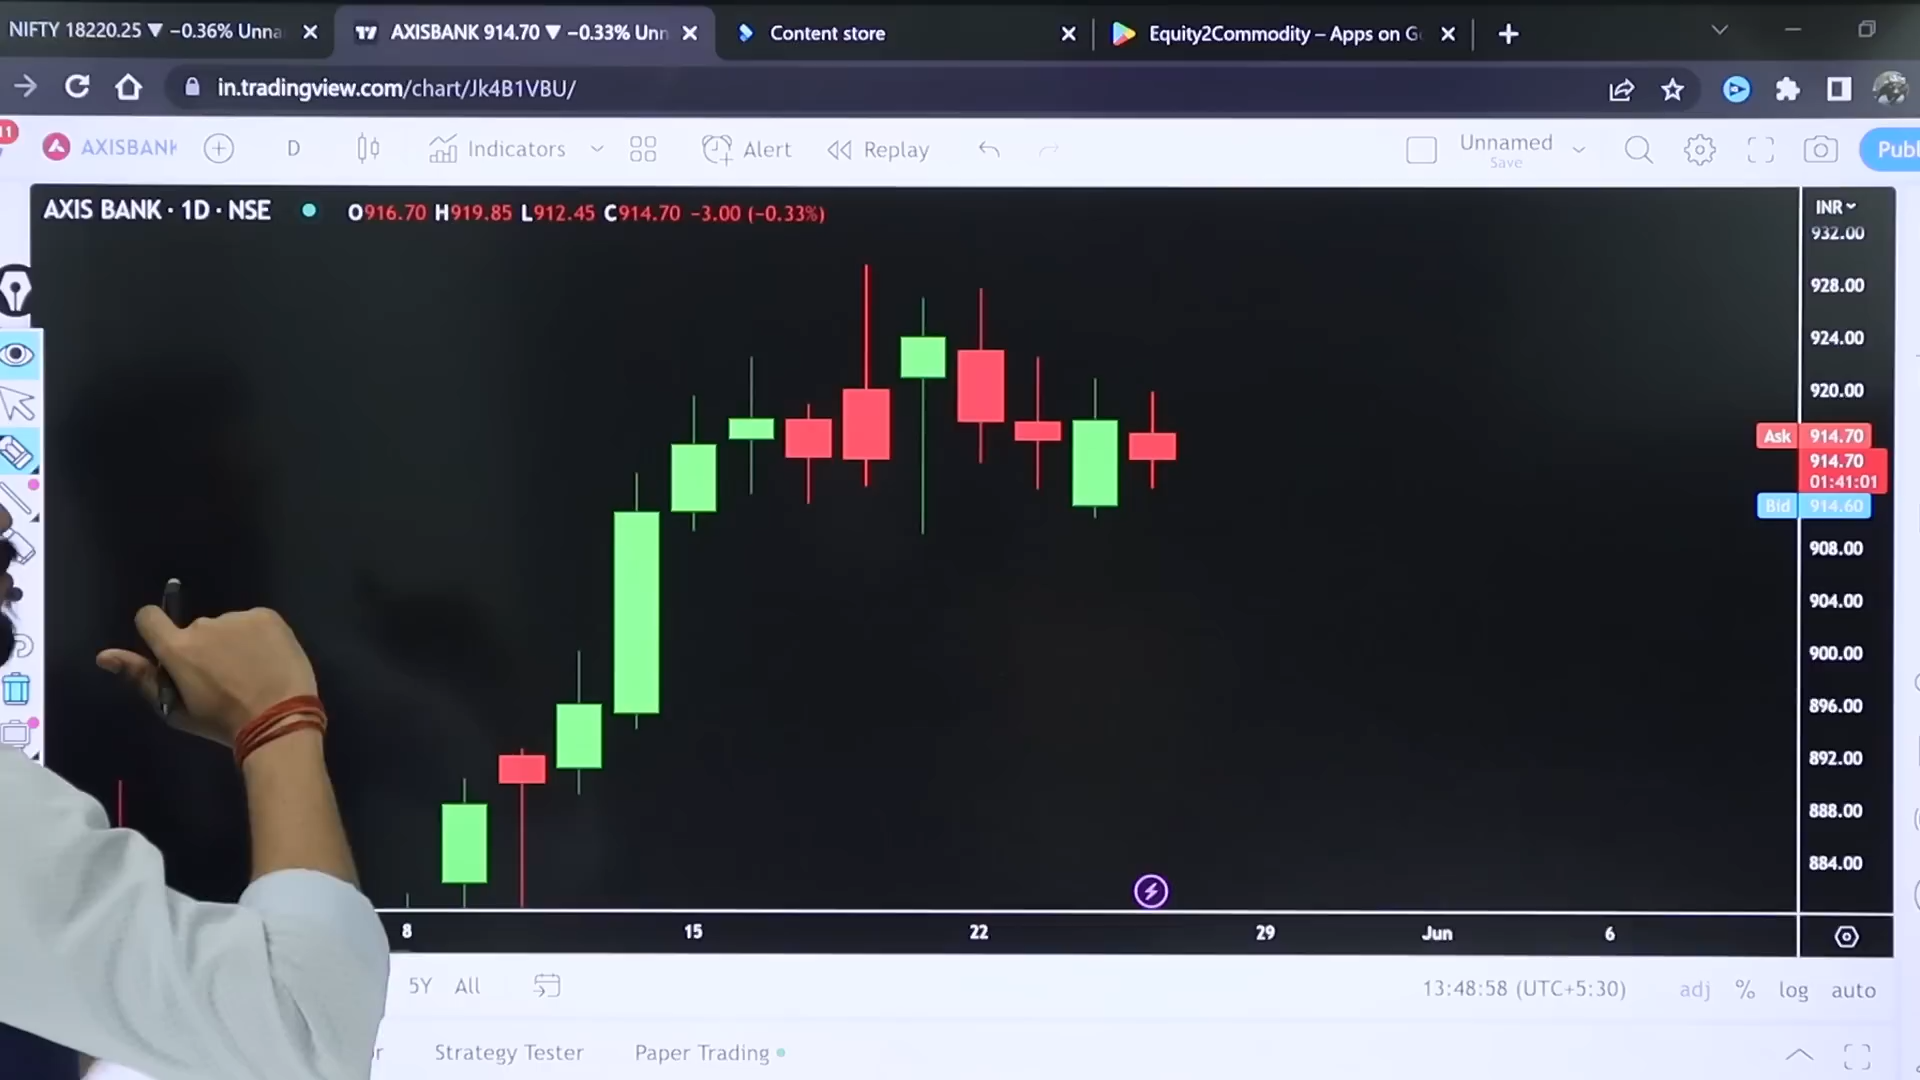 NIFTY 18220.25 ▼ −0.36% Unna
AXISBANK 914.70 ▼ −0.33% Unn
Content store
Equity2Commodity – Apps on G
in.tradingview.com/chart/Jk4B1VBU/
11
AXISBANK
D
Indicators
Alert
Replay
Unnamed
Save
Publ
AXIS BANK · 1D · NSE
O916.70 H919.85 L912.45 C914.70 −3.00 (−0.33%)
INR
932.00
928.00
924.00
920.00
Ask 914.70
914.70
01:41:01
Bid 914.60
908.00
904.00
900.00
896.00
892.00
888.00
884.00
8 15 22 29 Jun 6
5Y All
13:48:58 (UTC+5:30)
adj % log auto
Strategy Tester
Paper Trading